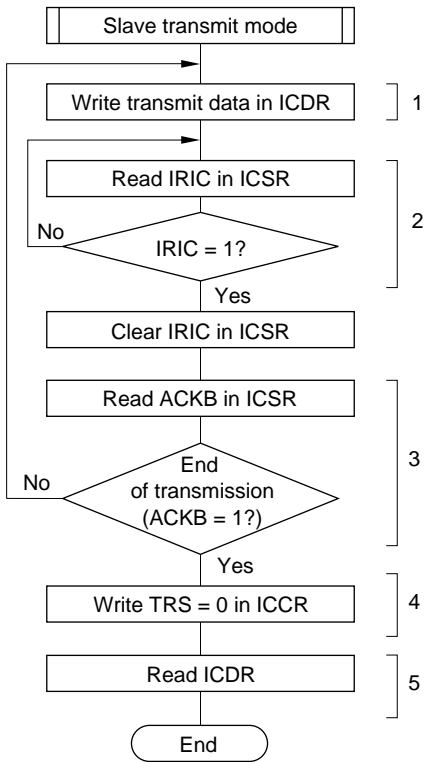 Slave transmit mode
Write transmit data in ICDR
1
Read IRIC in ICSR
2
No
IRIC = 1?
Yes
Clear IRIC in ICSR
Read ACKB in ICSR
3
No
End
of transmission
(ACKB = 1?)
Yes
Write TRS = 0 in ICCR
4
Read ICDR
5
End